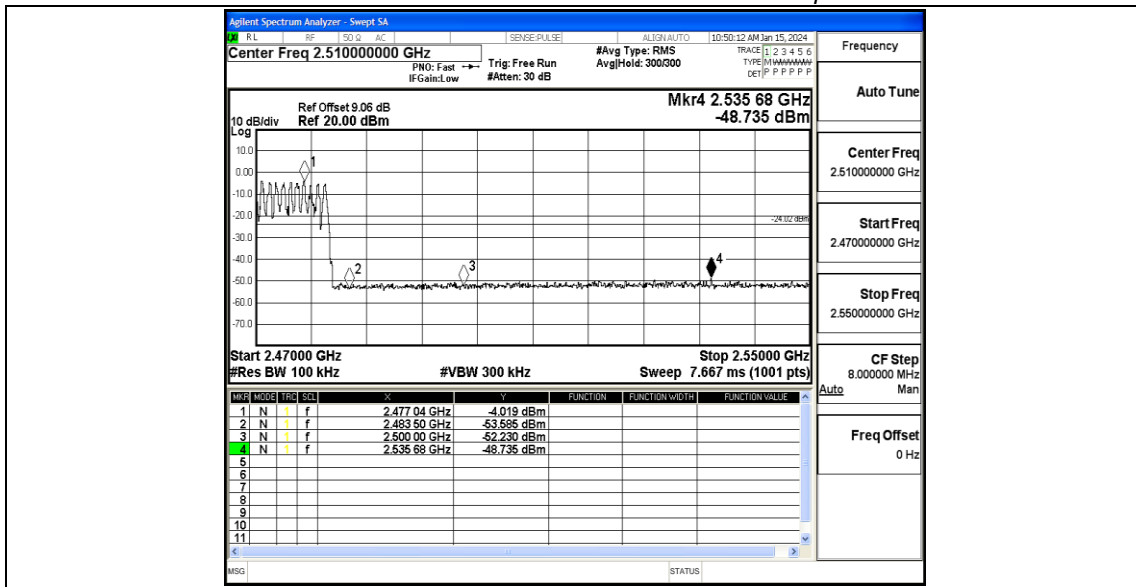 Agilent Spectrum Analyzer - Swept SA
RL RF 50 Ω AC SENSE:PULSE ALIGNAUTO 10:50:12 AM Jan 15, 2024
Center Freq 2.510000000 GHz
PNO: Fast
IFGain:Low
Trig: Free Run
#Atten: 30 dB
#Avg Type: RMS
Avg|Hold: 300/300
TRACE 1 2 3 4 5 6
TYPE MWWWWW
DET P P P P P P
Ref Offset 9.06 dB
10 dB/div Ref 20.00 dBm
Log
Mkr4 2.535 68 GHz
-48.735 dBm
10.0
0.00
-10.0
-20.0
-30.0
-40.0
-50.0
-60.0
-70.0
1
2
3
4
-24.02 dBm
Start 2.47000 GHz Stop 2.55000 GHz
#Res BW 100 kHz #VBW 300 kHz Sweep 7.667 ms (1001 pts)
MKR MODE TRC SCL X Y FUNCTION FUNCTION WIDTH FUNCTION VALUE
1 N 1 f 2.477 04 GHz -4.019 dBm
2 N 1 f 2.483 50 GHz -53.585 dBm
3 N 1 f 2.500 00 GHz -52.230 dBm
4 N 1 f 2.535 68 GHz -48.735 dBm
5
6
7
8
9
10
11
MSG STATUS
Frequency
Auto Tune
Center Freq
2.510000000 GHz
Start Freq
2.470000000 GHz
Stop Freq
2.550000000 GHz
CF Step
8.000000 MHz
Auto Man
Freq Offset
0 Hz